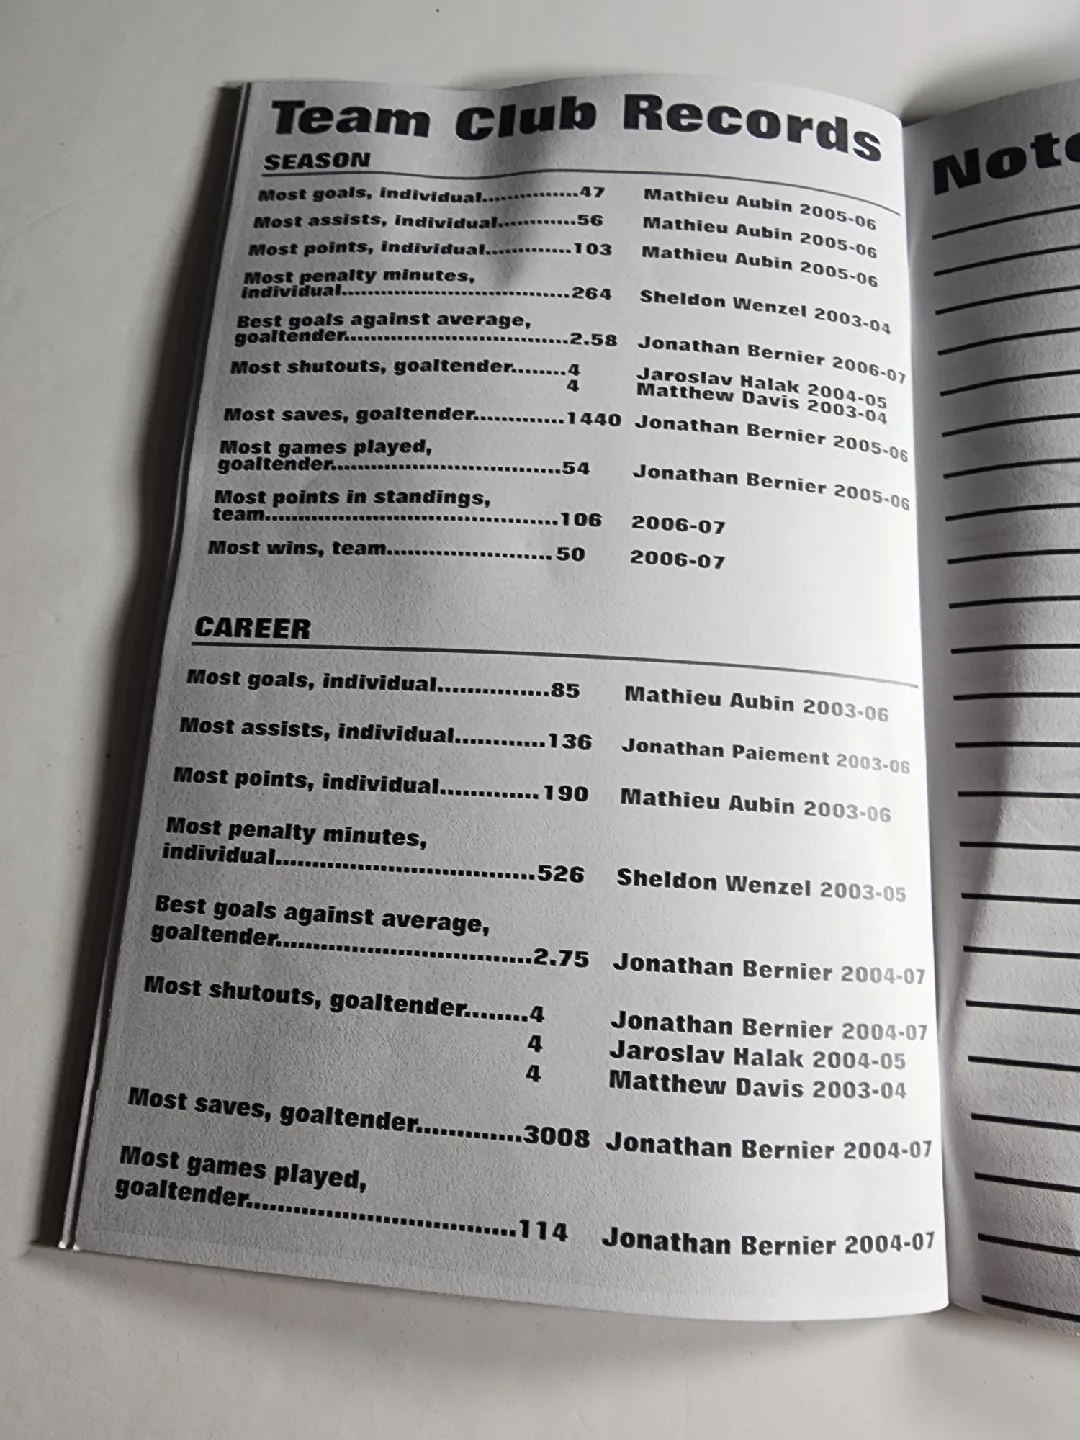 Team Club Records
SEASON
Most goals, individual..............47 Mathieu Aubin 2005-06
Most assists, individual...........56 Mathieu Aubin 2005-06
Most points, individual............103 Mathieu Aubin 2005-06
Most penalty minutes,
individual................................264 Sheldon Wenzel 2003-04
Best goals against average,
goaltender................................2.58 Jonathan Bernier 2006-07
Most shutouts, goaltender........4 Jaroslav Halak 2004-05
4 Matthew Davis 2003-04
Most saves, goaltender.............1440 Jonathan Bernier 2005-06
Most games played,
goaltender................................54 Jonathan Bernier 2005-06
Most points in standings,
team..........................................106 2006-07
Most wins, team........................50 2006-07
CAREER
Most goals, individual...............85 Mathieu Aubin 2003-06
Most assists, individual............136 Jonathan Paiement 2003-06
Most points, individual.............190 Mathieu Aubin 2003-06
Most penalty minutes,
individual...................................526 Sheldon Wenzel 2003-05
Best goals against average,
goaltender..................................2.75 Jonathan Bernier 2004-07
Most shutouts, goaltender........4 Jonathan Bernier 2004-07
4 Jaroslav Halak 2004-05
4 Matthew Davis 2003-04
Most saves, goaltender.............3008 Jonathan Bernier 2004-07
Most games played,
goaltender...................................114 Jonathan Bernier 2004-07
Note